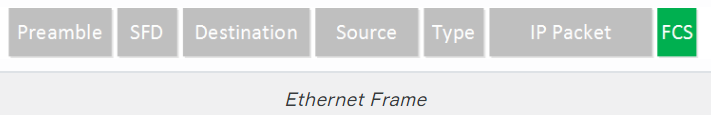 Preamble SFD Destination Source Type IP Packet FCS
Ethernet Frame